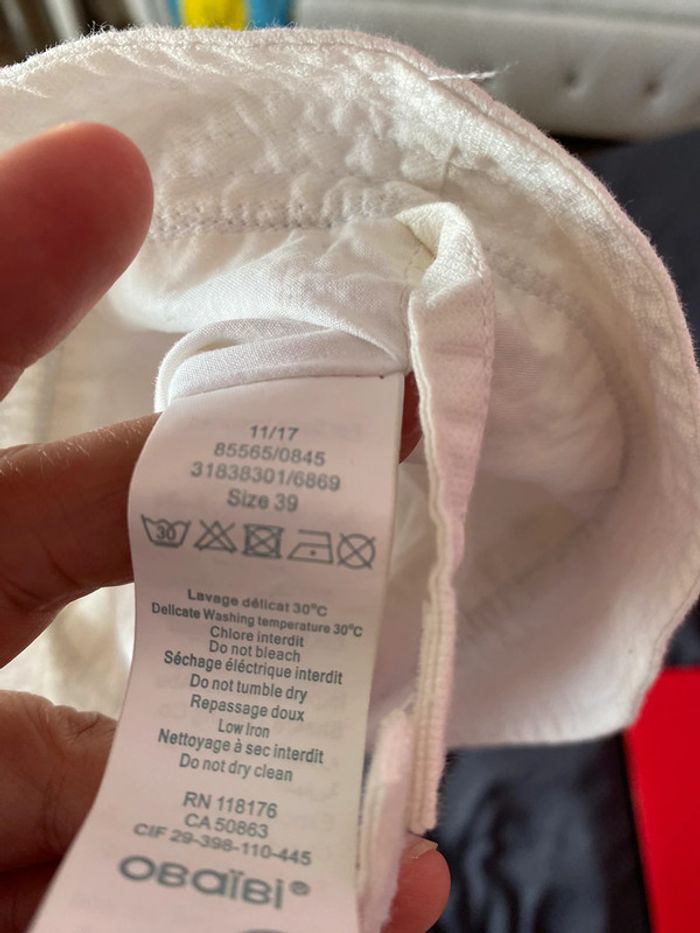 11/17
85565/0845
31838301/6869
Size 39
30
Lavage délicat 30°C
Delicate Washing temperature 30°C
Chlore interdit
Do not bleach
Séchage éléctrique interdit
Do not tumble dry
Repassage doux
Low Iron
Nettoyage à sec interdit
Do not dry clean
RN 118176
CA 50863
CIF 29-398-110-445
OBaïBi®